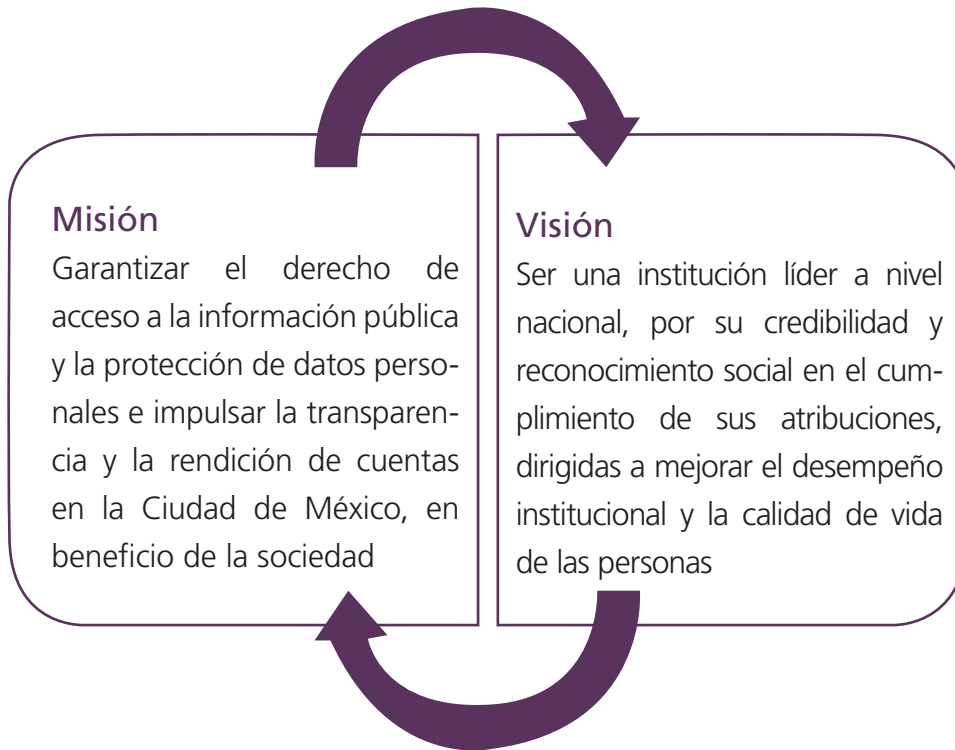 Misión
Garantizar el derecho de
acceso a la información pública
y la protección de datos perso-
nales e impulsar la transparen-
cia y la rendición de cuentas
en la Ciudad de México, en
beneficio de la sociedad
Visión
Ser una institución líder a nivel
nacional, por su credibilidad y
reconocimiento social en el cum-
plimiento de sus atribuciones,
dirigidas a mejorar el desempeño
institucional y la calidad de vida
de las personas